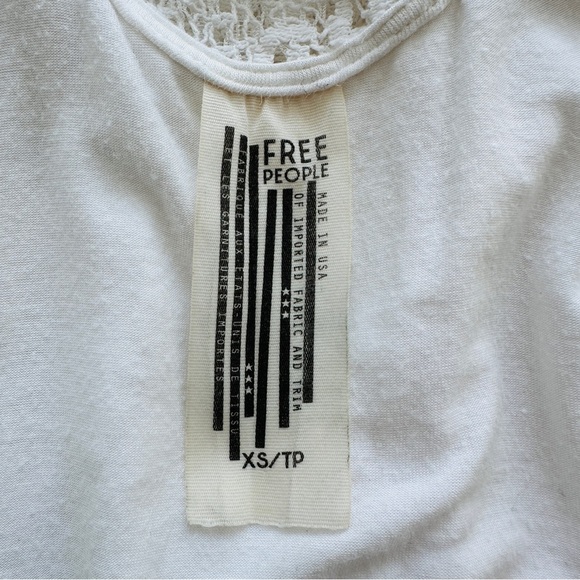 FREE
PEOPLE
MADE IN USA
OF IMPORTED FABRIC AND TRIM
FABRIQUÉ AUX ÉTATS-UNIS DE TISSU
ET LES GARNITURES IMPORTÉS
XS/TP